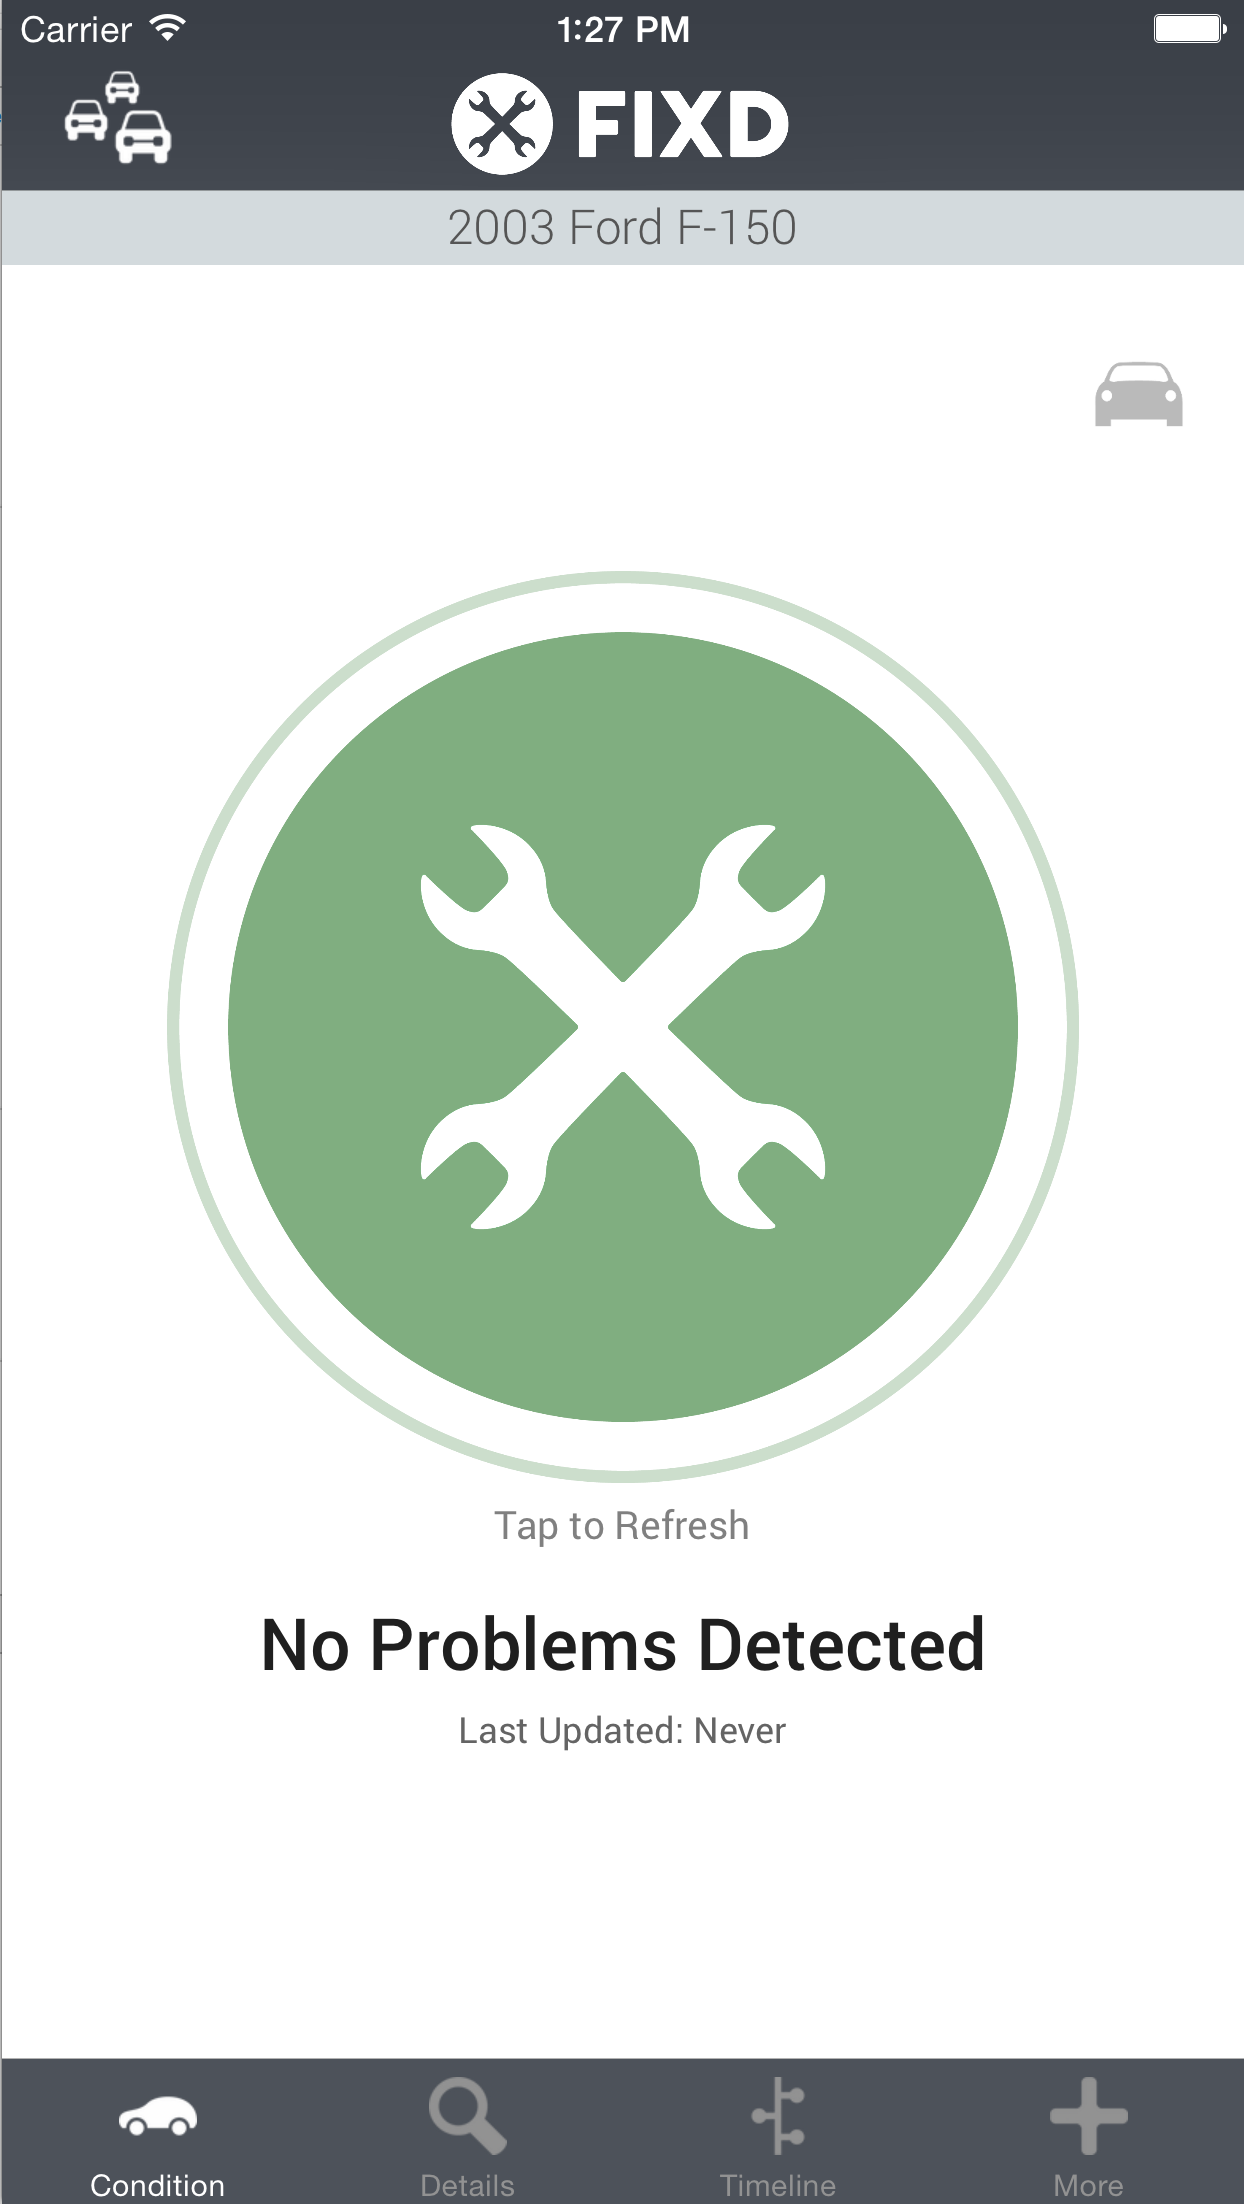 Carrier 1:27 PM
FIXD
2003 Ford F-150
Tap to Refresh
No Problems Detected
Last Updated: Never
Condition Details Timeline More